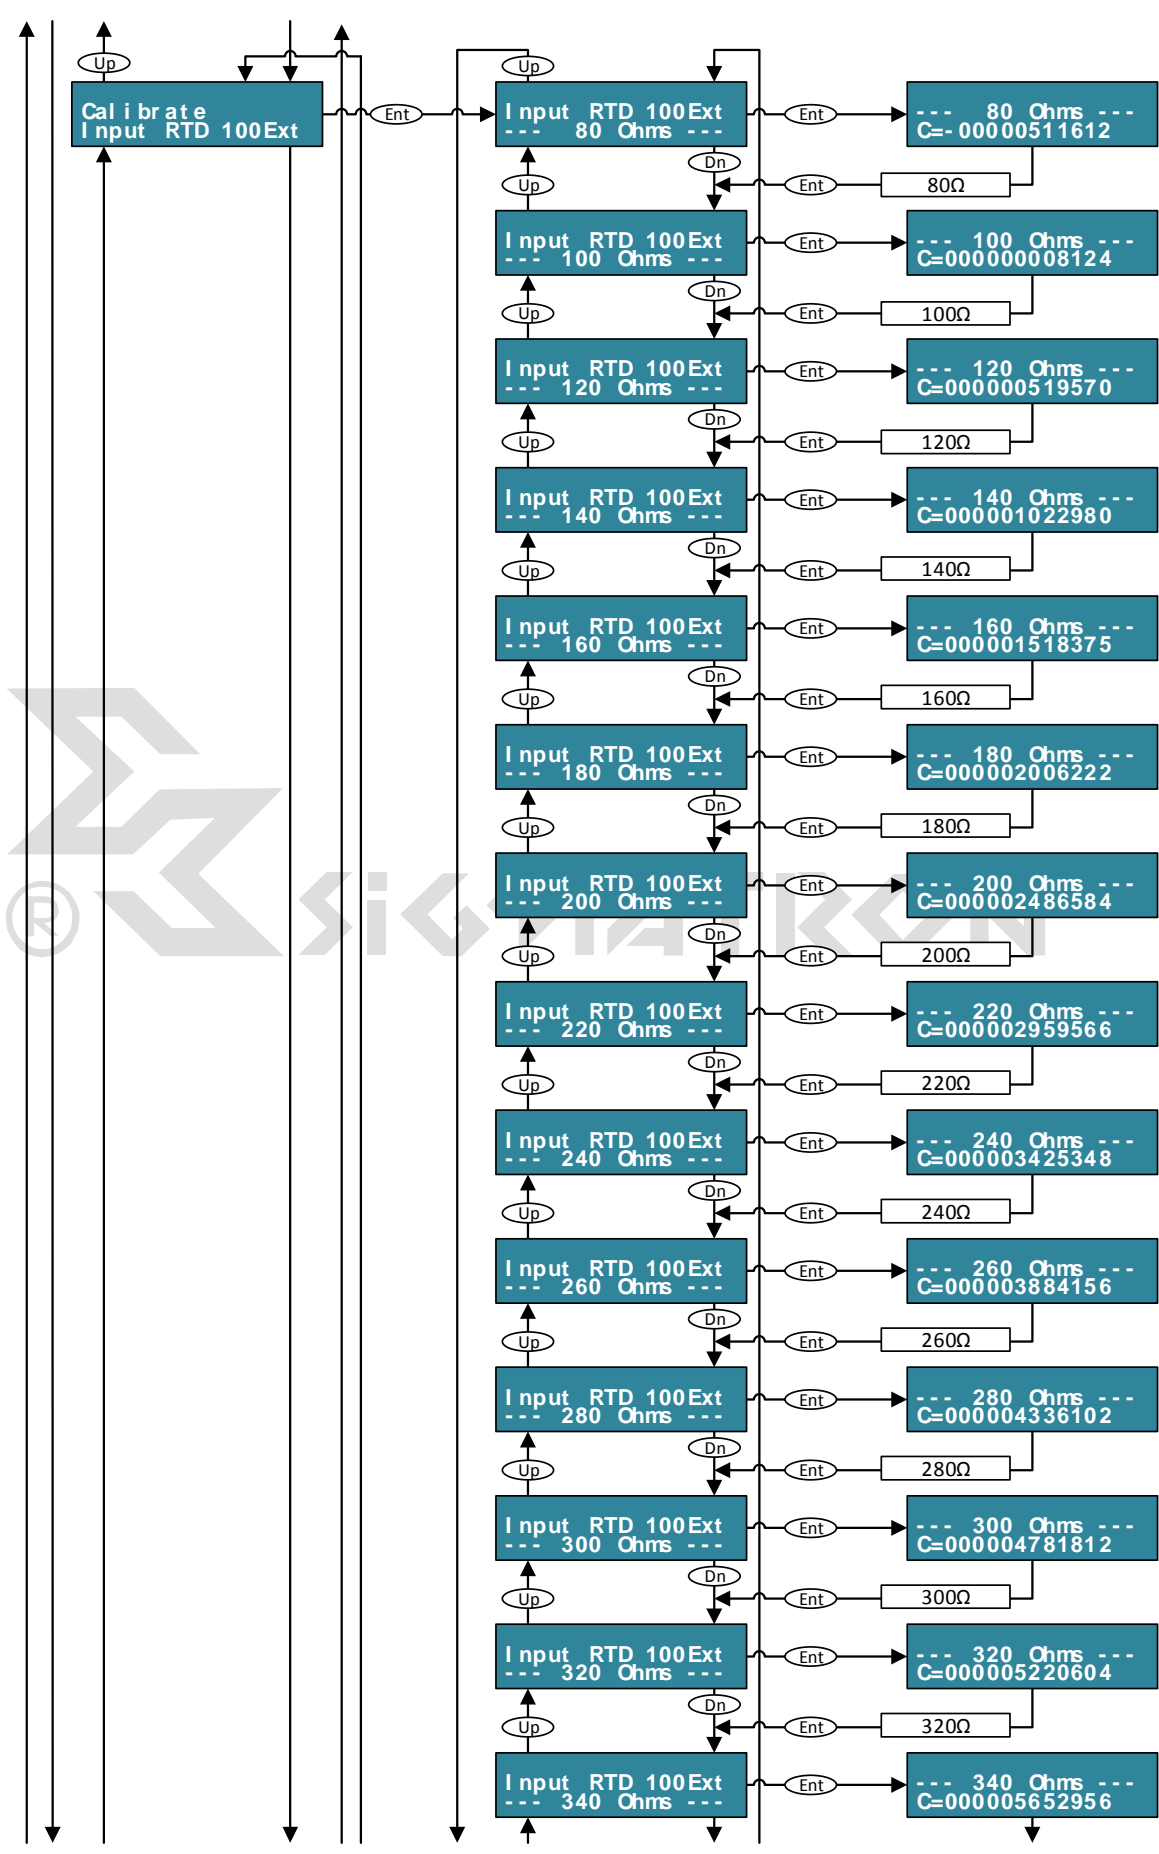 Up
Up
Calibrate
Input RTD 100Ext
Ent
Input RTD 100Ext
--- 80 Ohms ---
Ent
--- 80 Ohms ---
C=-00000511612
Dn
Up
Ent
80Ω
Input RTD 100Ext
--- 100 Ohms ---
Ent
--- 100 Ohms ---
C=000000008124
Dn
Up
Ent
100Ω
Input RTD 100Ext
--- 120 Ohms ---
Ent
--- 120 Ohms ---
C=000000519570
Dn
Up
Ent
120Ω
Input RTD 100Ext
--- 140 Ohms ---
Ent
--- 140 Ohms ---
C=000001022980
Dn
Up
Ent
140Ω
Input RTD 100Ext
--- 160 Ohms ---
Ent
--- 160 Ohms ---
C=000001518375
Dn
Up
Ent
160Ω
Input RTD 100Ext
--- 180 Ohms ---
Ent
--- 180 Ohms ---
C=000002006222
Dn
Up
Ent
180Ω
Input RTD 100Ext
--- 200 Ohms ---
Ent
--- 200 Ohms ---
C=000002486584
® SIGMATRON
Dn
Up
Ent
200Ω
Input RTD 100Ext
--- 220 Ohms ---
Ent
--- 220 Ohms ---
C=000002959566
Dn
Up
Ent
220Ω
Input RTD 100Ext
--- 240 Ohms ---
Ent
--- 240 Ohms ---
C=000003425348
Dn
Up
Ent
240Ω
Input RTD 100Ext
--- 260 Ohms ---
Ent
--- 260 Ohms ---
C=000003884156
Dn
Up
Ent
260Ω
Input RTD 100Ext
--- 280 Ohms ---
Ent
--- 280 Ohms ---
C=000004336102
Dn
Up
Ent
280Ω
Input RTD 100Ext
--- 300 Ohms ---
Ent
--- 300 Ohms ---
C=000004781812
Dn
Up
Ent
300Ω
Input RTD 100Ext
--- 320 Ohms ---
Ent
--- 320 Ohms ---
C=000005220604
Dn
Up
Ent
320Ω
Input RTD 100Ext
--- 340 Ohms ---
Ent
--- 340 Ohms ---
C=000005652956